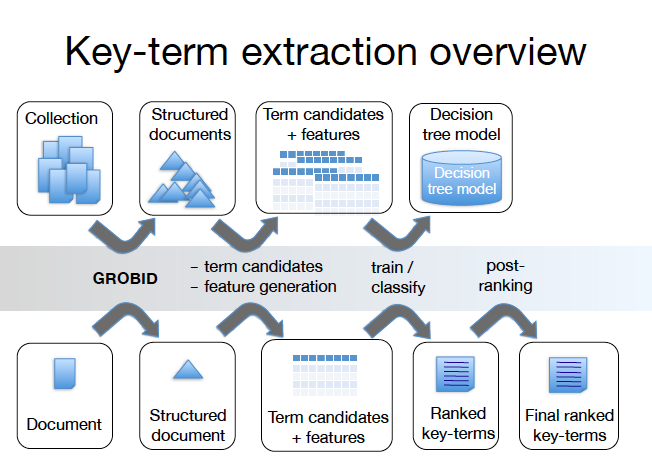 Key-term extraction overview
Collection
Structured
documents
Term candidates
+ features
Decision
tree model
Decision
tree model
GROBID
– term candidates
– feature generation
train /
classify
post-
ranking
Document
Structured
document
Term candidates
+ features
Ranked
key-terms
Final ranked
key-terms